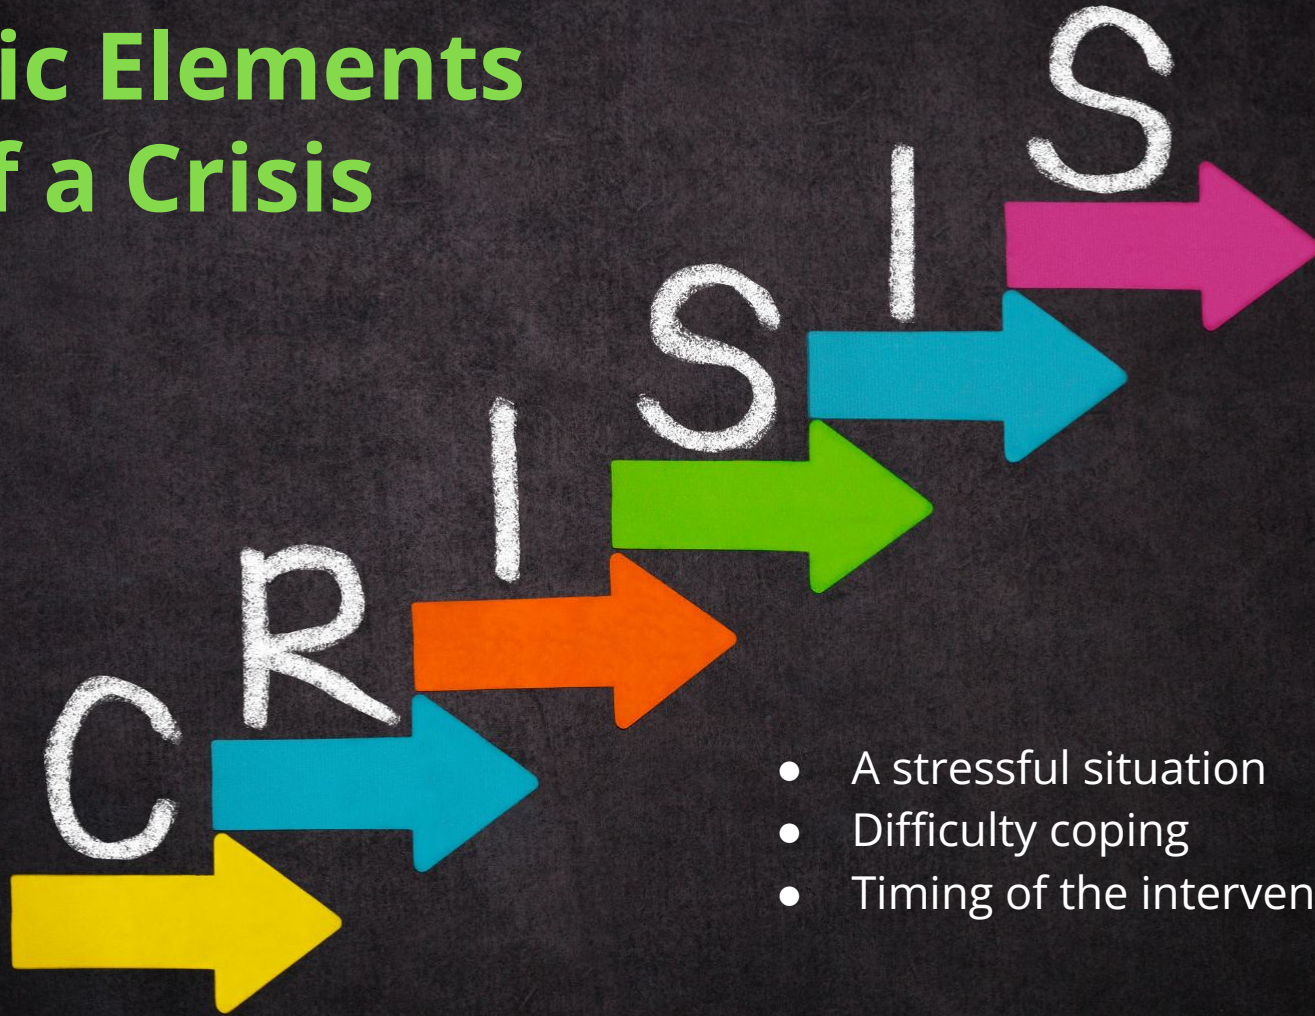 ic Elements
f a Crisis
CRISIS
● A stressful situation
● Difficulty coping
● Timing of the interven